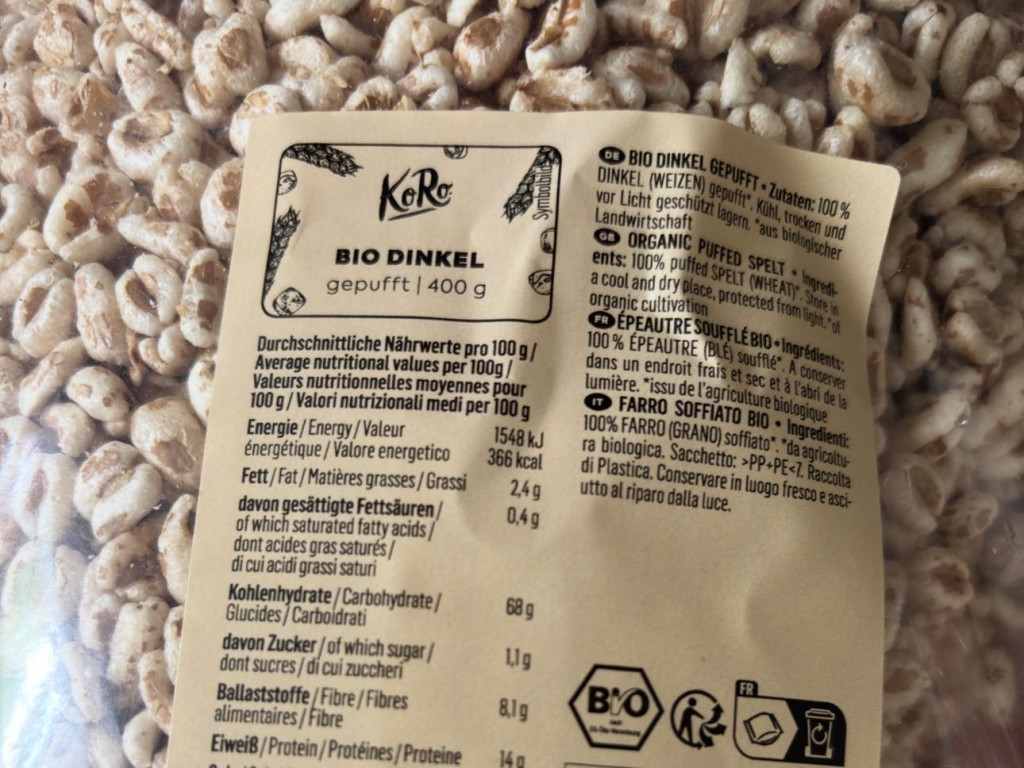 KoRo
Symbolbild
BIO DINKEL
gepufft | 400 g
Durchschnittliche Nährwerte pro 100 g /
Average nutritional values per 100g /
Valeurs nutritionnelles moyennes pour
100 g / Valori nutrizionali medi per 100 g
Energie / Energy / Valeur 1548 kJ
énergétique / Valore energetico 366 kcal
Fett / Fat / Matières grasses / Grassi 2,4 g
davon gesättigte Fettsäuren / 0,4 g
of which saturated fatty acids /
dont acides gras saturés /
di cui acidi grassi saturi
Kohlenhydrate / Carbohydrate / 68 g
Glucides / Carboidrati
davon Zucker / of which sugar / 1,1 g
dont sucres / di cui zuccheri
Ballaststoffe / Fibre / Fibres 8,1 g
alimentaires / Fibre
Eiweiß / Protein / Protéines / Proteine 14 g
DE BIO DINKEL GEPUFFT • Zutaten: 100 %
DINKEL (WEIZEN) gepufft*. Kühl, trocken und
vor Licht geschützt lagern. *aus biologischer
Landwirtschaft
GB ORGANIC PUFFED SPELT • Ingredi-
ents: 100% puffed SPELT (WHEAT)*. Store in
a cool and dry place, protected from light. *of
organic cultivation
FR ÉPEAUTRE SOUFFLÉ BIO • Ingrédients:
100 % ÉPEAUTRE (BLÉ) soufflé*. A conserver
dans un endroit frais et sec et à l'abri de la
lumière. *issu de l'agriculture biologique
IT FARRO SOFFIATO BIO • Ingredienti:
100% FARRO (GRANO) soffiato*. *da agricoltu-
ra biologica. Sacchetto: >PP+PE<7. Raccolta
di Plastica. Conservare in luogo fresco e asci-
utto al riparo dalla luce.
BIO
nach
EG-Öko-Verordnung
FR